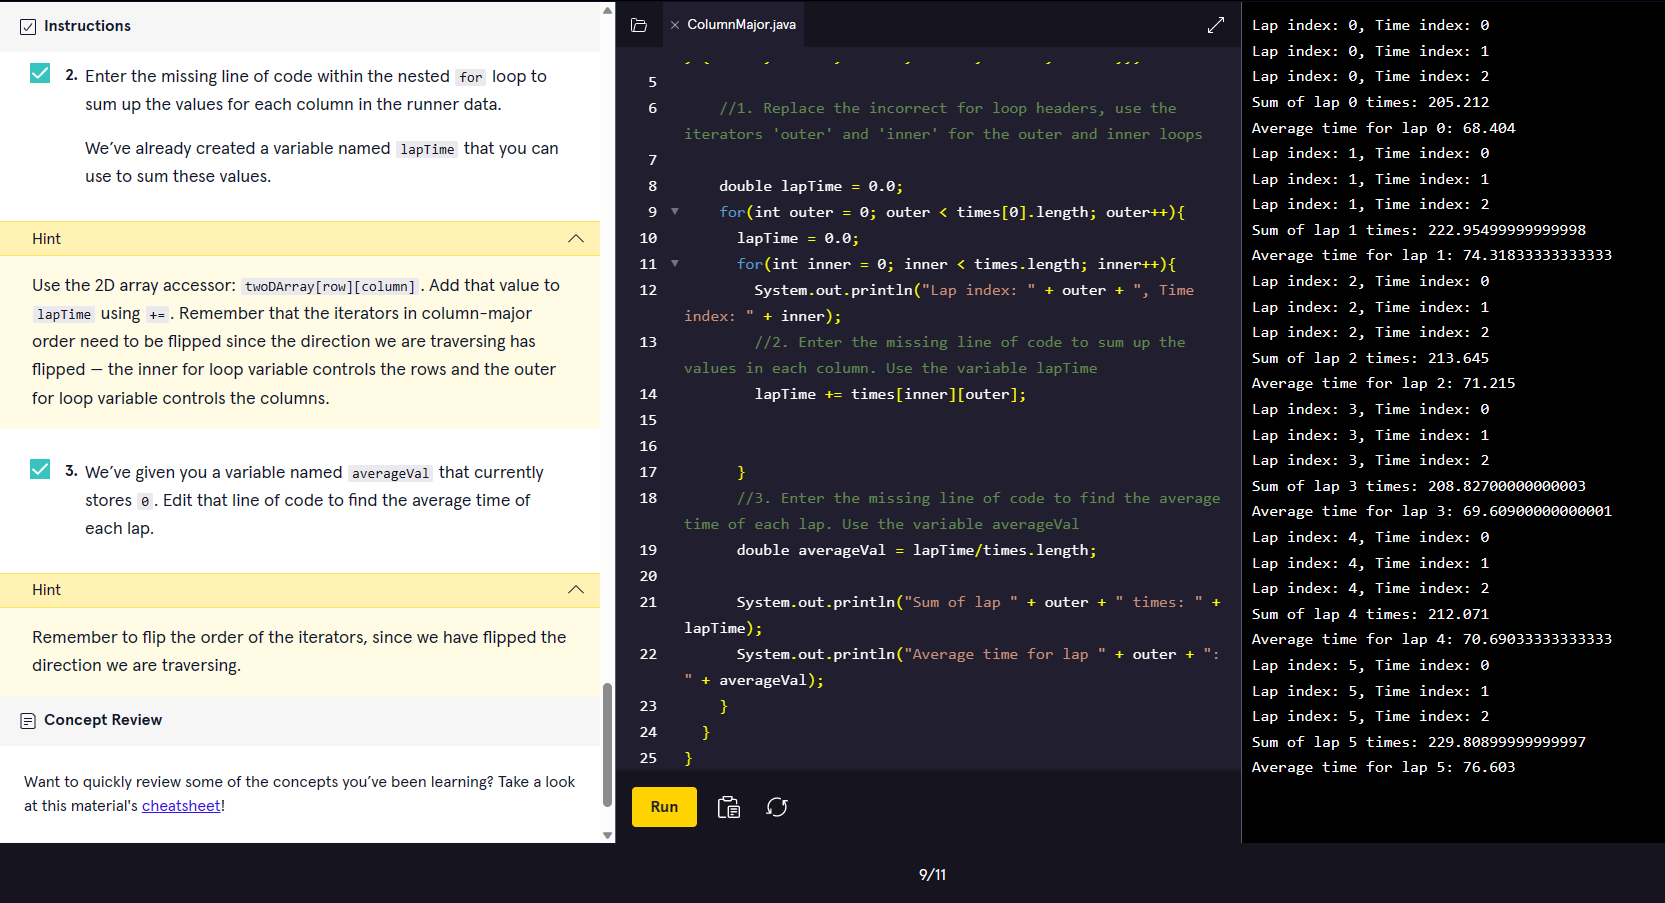 Instructions
2. Enter the missing line of code within the nested for loop to
sum up the values for each column in the runner data.
We've already created a variable named lapTime that you can
use to sum these values.
Hint
Use the 2D array accessor: twoDArray[row][column] . Add that value to
lapTime using += . Remember that the iterators in column-major
order need to be flipped since the direction we are traversing has
flipped — the inner for loop variable controls the rows and the outer
for loop variable controls the columns.
3. We've given you a variable named averageVal that currently
stores 0 . Edit that line of code to find the average time of
each lap.
Hint
Remember to flip the order of the iterators, since we have flipped the
direction we are traversing.
Concept Review
Want to quickly review some of the concepts you've been learning? Take a look
at this material's cheatsheet!
ColumnMajor.java
5
6 //1. Replace the incorrect for loop headers, use the
iterators 'outer' and 'inner' for the outer and inner loops
7
8 double lapTime = 0.0;
9 for(int outer = 0; outer < times[0].length; outer++){
10 lapTime = 0.0;
11 for(int inner = 0; inner < times.length; inner++){
12 System.out.println("Lap index: " + outer + ", Time
index: " + inner);
13 //2. Enter the missing line of code to sum up the
values in each column. Use the variable lapTime
14 lapTime += times[inner][outer];
15
16
17 }
18 //3. Enter the missing line of code to find the average
time of each lap. Use the variable averageVal
19 double averageVal = lapTime/times.length;
20
21 System.out.println("Sum of lap " + outer + " times: " +
lapTime);
22 System.out.println("Average time for lap " + outer + ":
" + averageVal);
23 }
24 }
25 }
Run
Lap index: 0, Time index: 0
Lap index: 0, Time index: 1
Lap index: 0, Time index: 2
Sum of lap 0 times: 205.212
Average time for lap 0: 68.404
Lap index: 1, Time index: 0
Lap index: 1, Time index: 1
Lap index: 1, Time index: 2
Sum of lap 1 times: 222.95499999999998
Average time for lap 1: 74.31833333333333
Lap index: 2, Time index: 0
Lap index: 2, Time index: 1
Lap index: 2, Time index: 2
Sum of lap 2 times: 213.645
Average time for lap 2: 71.215
Lap index: 3, Time index: 0
Lap index: 3, Time index: 1
Lap index: 3, Time index: 2
Sum of lap 3 times: 208.82700000000003
Average time for lap 3: 69.60900000000001
Lap index: 4, Time index: 0
Lap index: 4, Time index: 1
Lap index: 4, Time index: 2
Sum of lap 4 times: 212.071
Average time for lap 4: 70.69033333333333
Lap index: 5, Time index: 0
Lap index: 5, Time index: 1
Lap index: 5, Time index: 2
Sum of lap 5 times: 229.80899999999997
Average time for lap 5: 76.603
9/11